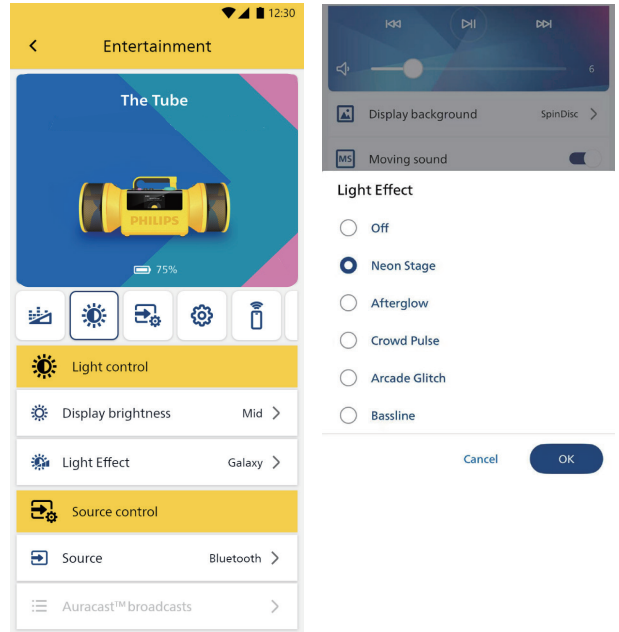 12:30
Entertainment
The Tube
PHILIPS
75%
Light control
Display brightness Mid
Light Effect Galaxy
Source control
Source Bluetooth
Auracast™ broadcasts
6
Display background SpinDisc
MS Moving sound
Light Effect
Off
Neon Stage
Afterglow
Crowd Pulse
Arcade Glitch
Bassline
Cancel OK